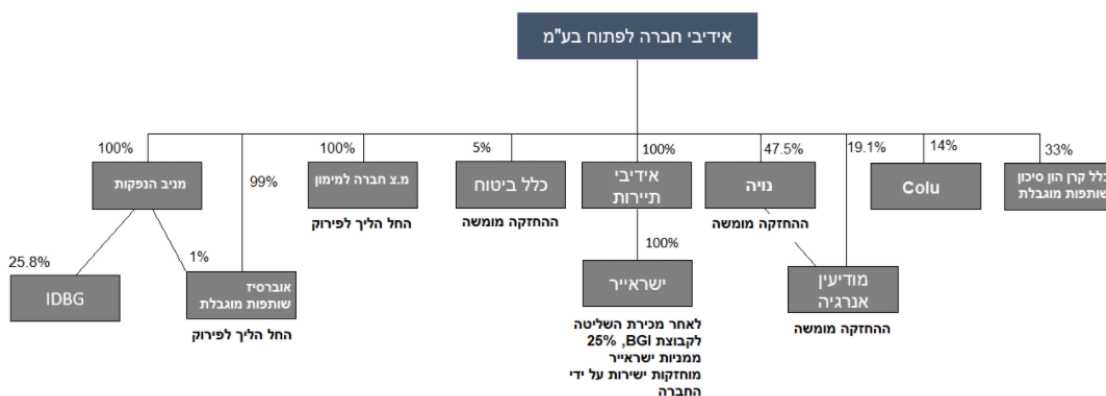 אידיבי חברה לפתוח בע"מ
100%
99%
100%
5%
100%
47.5%
19.1%
14%
33%
מניב הנפקות
מ.צ חברה למימון
החל הליך לפירוק
כלל ביטוח
ההחזקה מומשה
אידיבי
תיירות
נויה
ההחזקה מומשה
Colu
כלל קרן הון סיכון
שותפות מוגבלת
25.8%
IDBG
1%
אוברסיז
שותפות מוגבלת
החל הליך לפירוק
100%
ישראייר
לאחר מכירת השליטה
לקבוצת BGI, 25%
ממניות ישראייר
מוחזקות ישירות על ידי
החברה
מודיעין
אנרגיה
ההחזקה מומשה